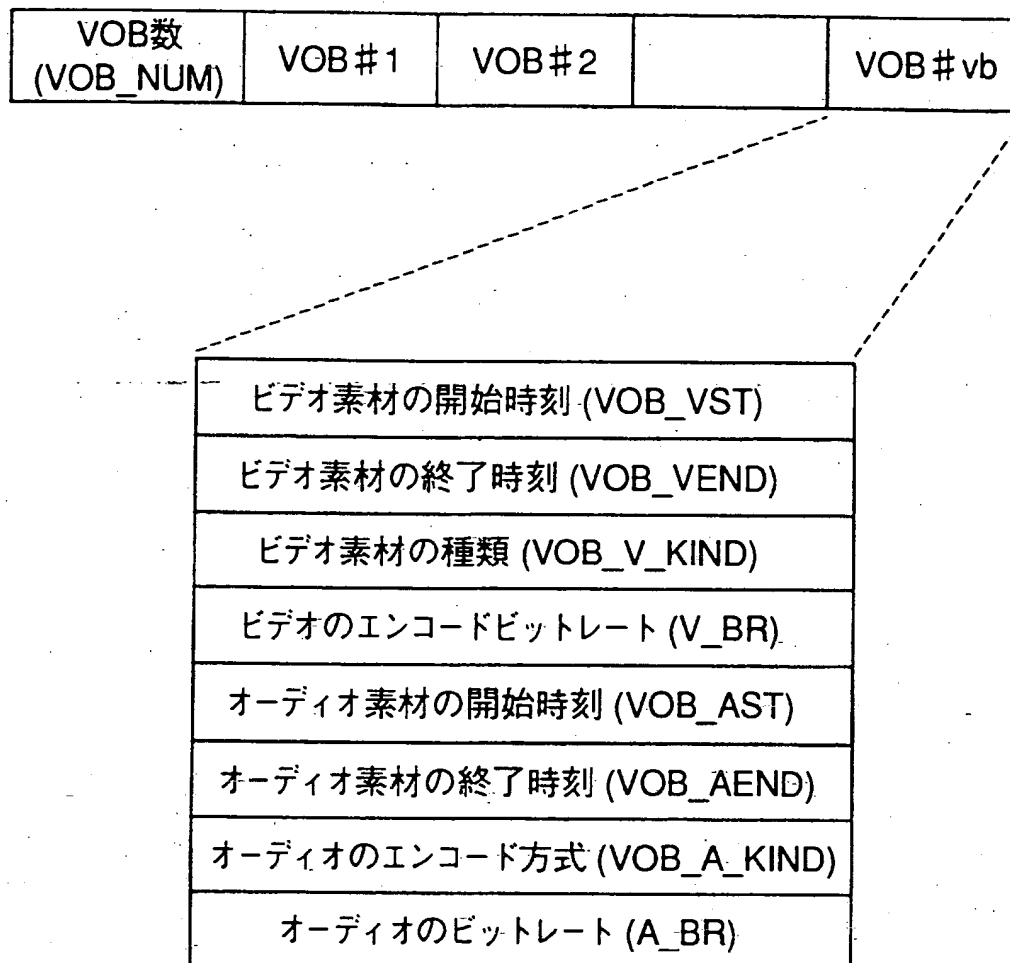 VOB数
(VOB_NUM)
VOB#1
VOB#2
VOB#vb
ビデオ素材の開始時刻 (VOB_VST)
ビデオ素材の終了時刻 (VOB_VEND)
ビデオ素材の種類 (VOB_V_KIND)
ビデオのエンコードビットレート (V_BR)
オーディオ素材の開始時刻 (VOB_AST)
オーディオ素材の終了時刻 (VOB_AEND)
オーディオのエンコード方式 (VOB_A_KIND)
オーディオのビットレート (A_BR)